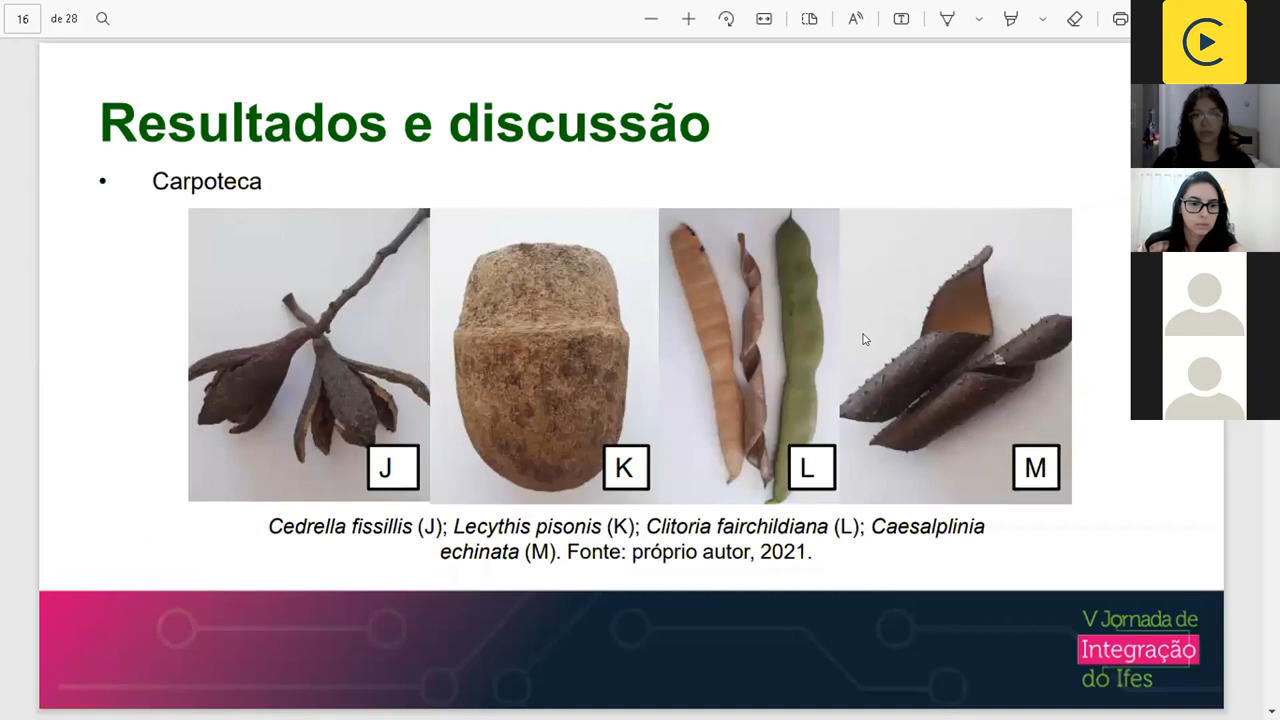 16
de 28
Resultados e discussão
• Carpoteca
J
K
L
M
Cedrella fissillis (J); Lecythis pisonis (K); Clitoria fairchildiana (L); Caesalplinia
echinata (M). Fonte: próprio autor, 2021.
V Jornada de
Integração
do Ifes